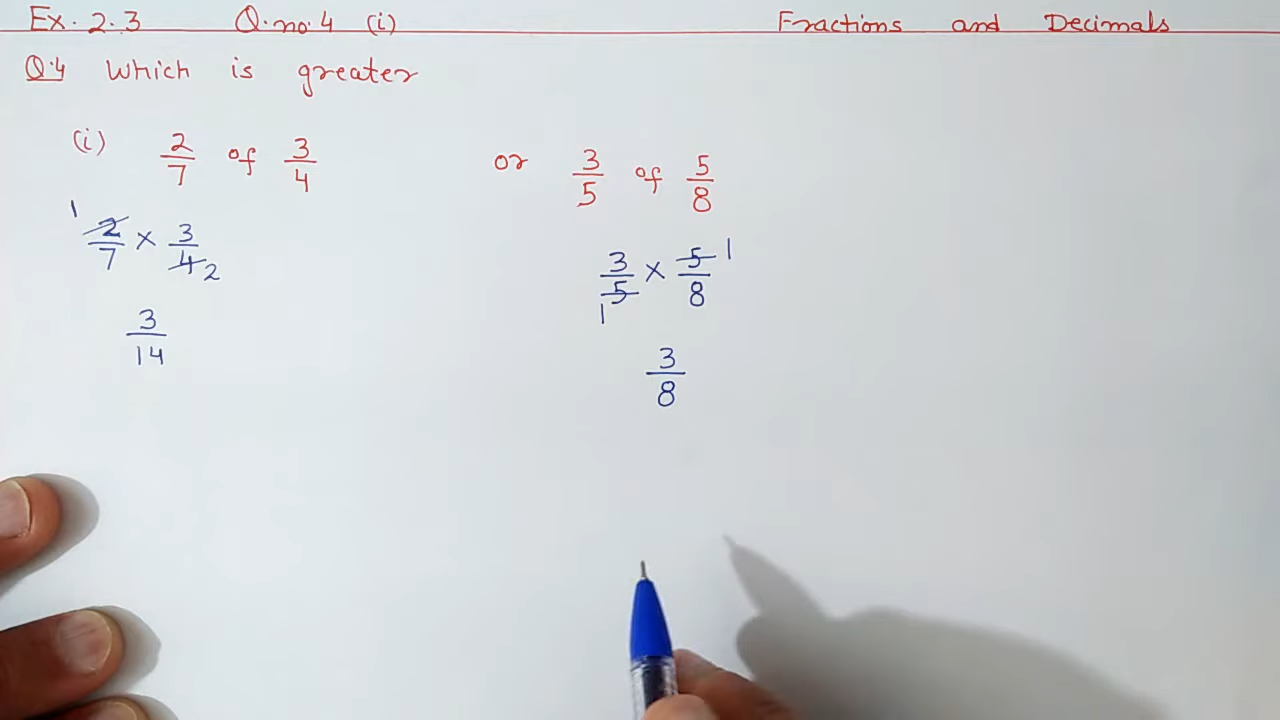 Ex. 2.3 Q. no. 4 (i) Fractions and Decimals
Q.4 Which is greater
(i) 2/7 of 3/4 or 3/5 of 5/8
1 2/7 × 3/4 2
3/5 × 5/8 1
1
3/14
3/8